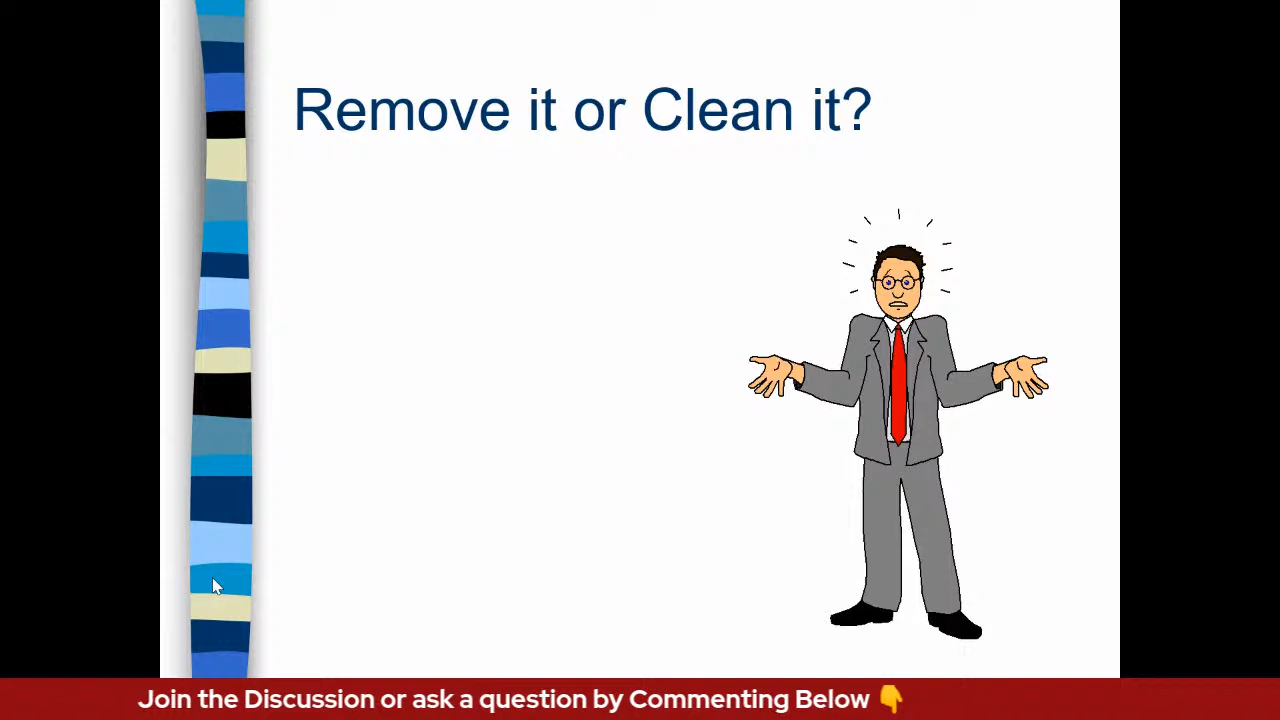 Remove it or Clean it?
Join the Discussion or ask a question by Commenting Below 👇